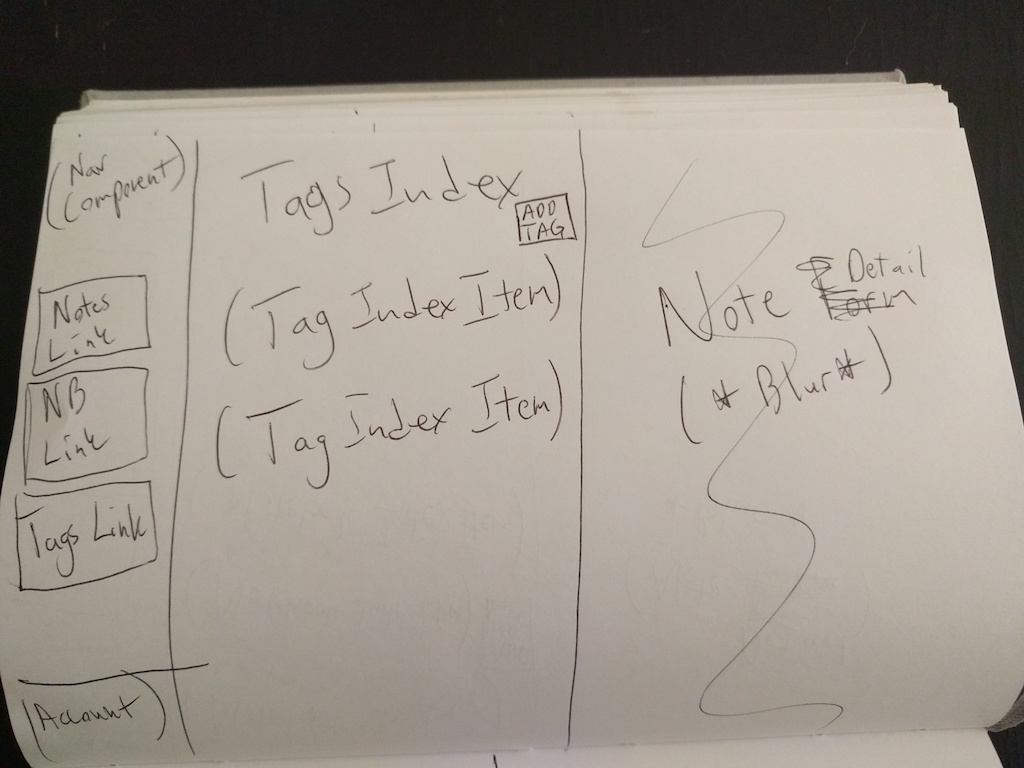 (Nav
Component)
Notes
Link
NB
Link
Tags Link
(Account)
Tags Index
ADD
TAG
(Tag Index Item)
(Tag Index Item)
Note Detail
Form
(* Blur *)